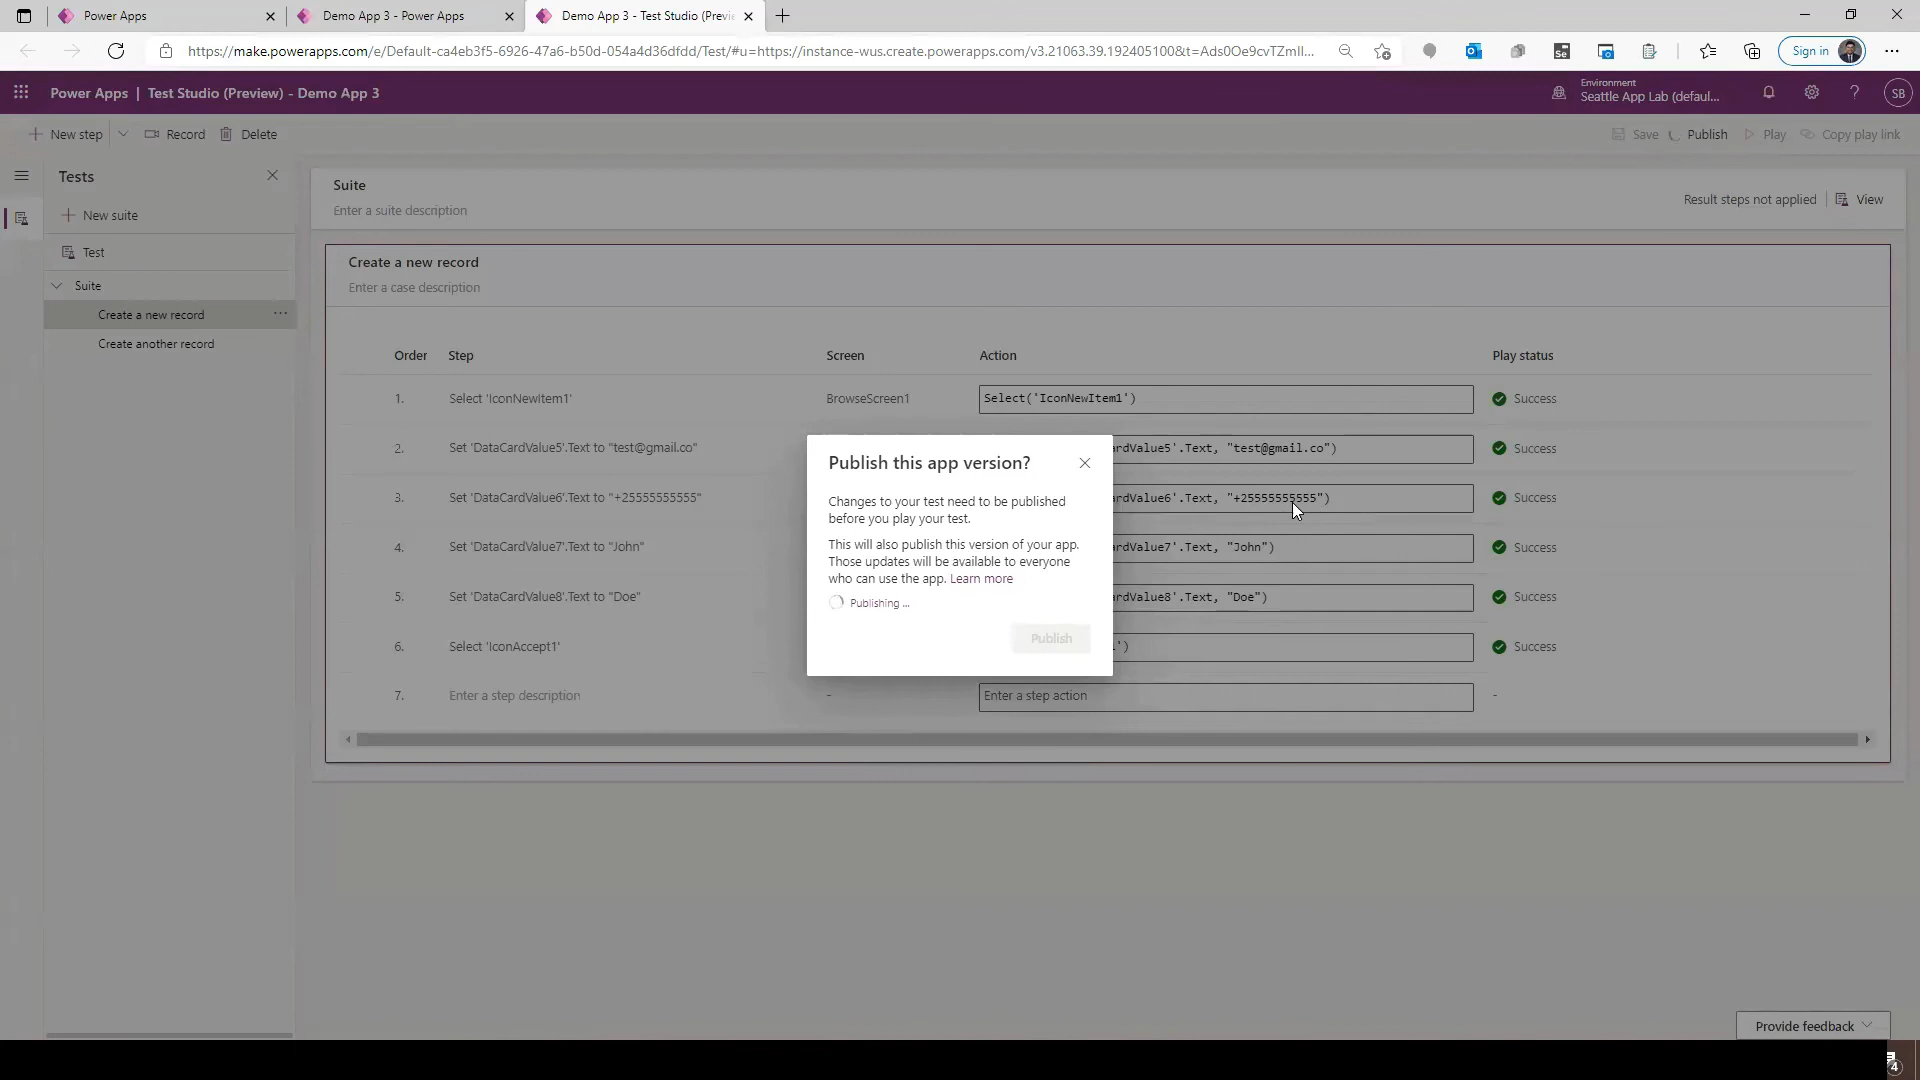 Power Apps
Demo App 3 - Power Apps
Demo App 3 - Test Studio (Previe
https://make.powerapps.com/e/Default-ca4eb3f5-6926-47a6-b50d-054a4d36dfdd/Test/#u=https://instance-wus.create.powerapps.com/v3.21063.39.192405100&t=Ads0Oe9cvTZmIl...
Sign in
Power Apps | Test Studio (Preview) - Demo App 3
Environment
Seattle App Lab (defaul...
SB
New step
Record
Delete
Save
Publish
Play
Copy play link
Tests
New suite
Test
Suite
Create a new record
Create another record
Suite
Enter a suite description
Result steps not applied
View
Create a new record
Enter a case description
Order Step Screen Action Play status
1. Select 'IconNewItem1' BrowseScreen1 Select('IconNewItem1') Success
2. Set 'DataCardValue5'.Text to "test@gmail.co" ardValue5'.Text, "test@gmail.co") Success
3. Set 'DataCardValue6'.Text to "+25555555555" ardValue6'.Text, "+25555555555") Success
4. Set 'DataCardValue7'.Text to "John" ardValue7'.Text, "John") Success
5. Set 'DataCardValue8'.Text to "Doe" ardValue8'.Text, "Doe") Success
6. Select 'IconAccept1' ') Success
7. Enter a step description - Enter a step action -
Publish this app version?
Changes to your test need to be published
before you play your test.
This will also publish this version of your app.
Those updates will be available to everyone
who can use the app. Learn more
Publishing ...
Publish
Provide feedback
4